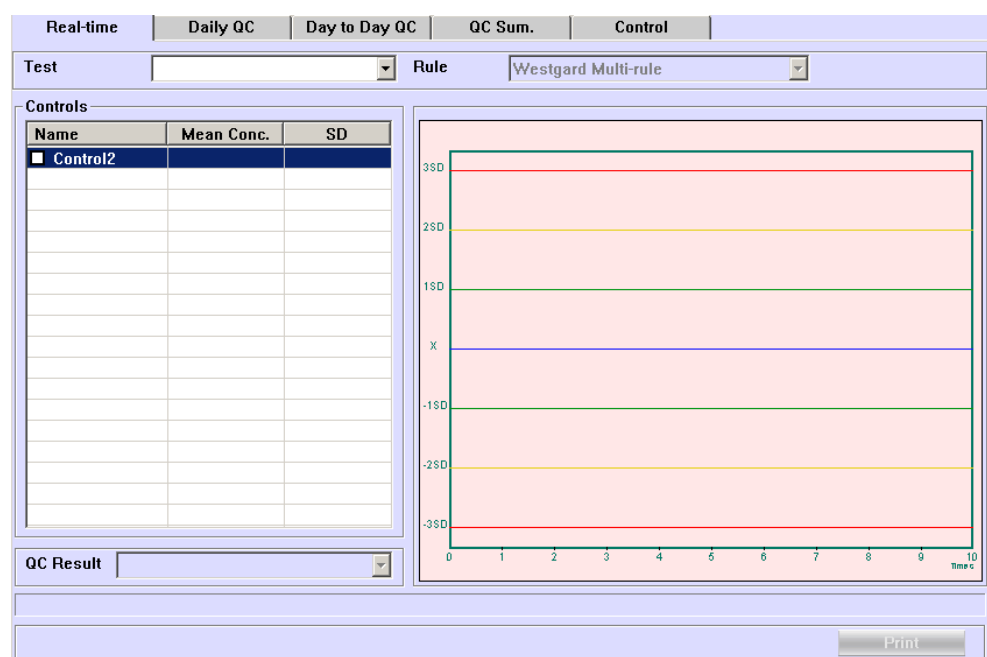 Real-time Daily QC Day to Day QC QC Sum. Control
Test Rule Westgard Multi-rule
Controls
Name Mean Conc. SD
Control2
3SD
2SD
1SD
X
-1SD
-2SD
-3SD
0 1 2 3 4 5 6 7 8 9 10
Times
QC Result
Print